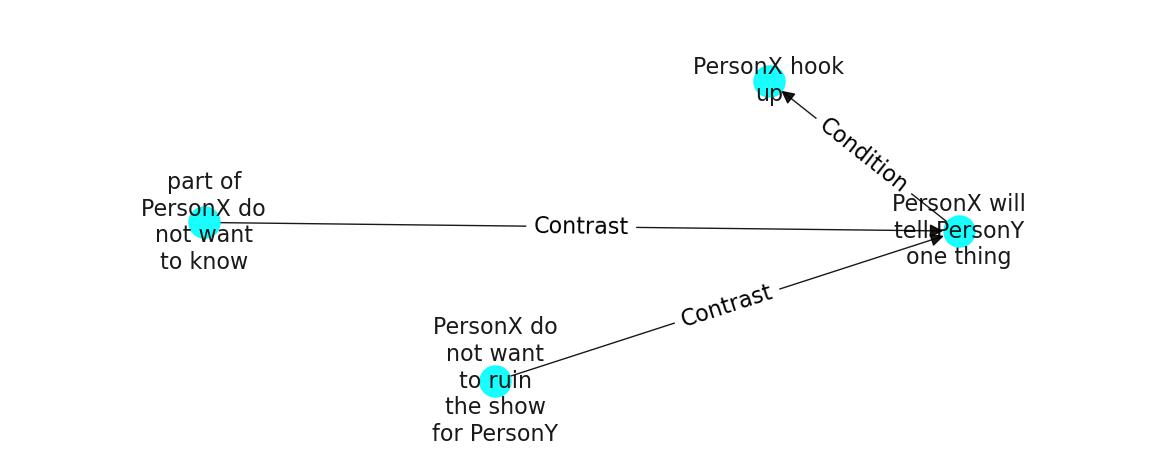 PersonX hook
up
Condition
part of
PersonX do
not want
to know
Contrast
PersonX will
tell PersonY
one thing
Contrast
PersonX do
not want
to ruin
the show
for PersonY